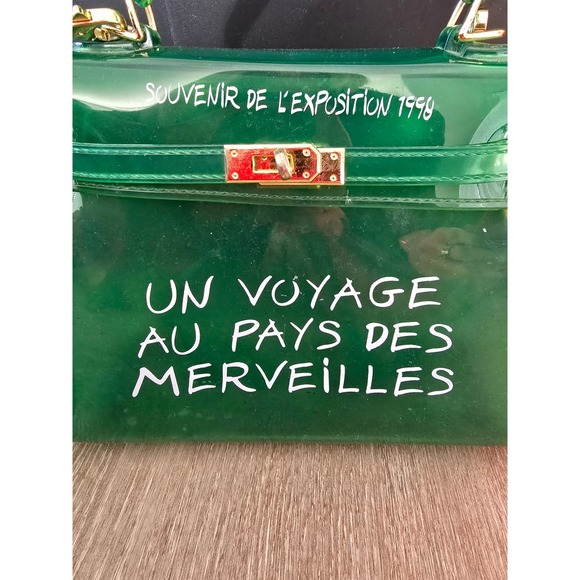 SOUVENIR DE L'EXPOSITION 1998
UN VOYAGE
AU PAYS DES
MERVEILLES